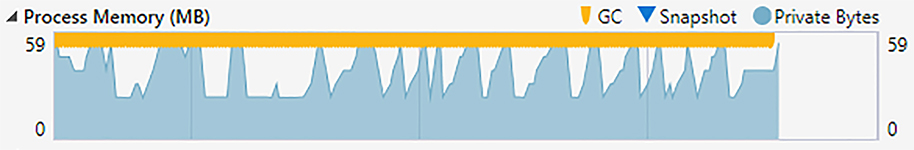 Process Memory (MB) GC Snapshot Private Bytes
59 59
0 0